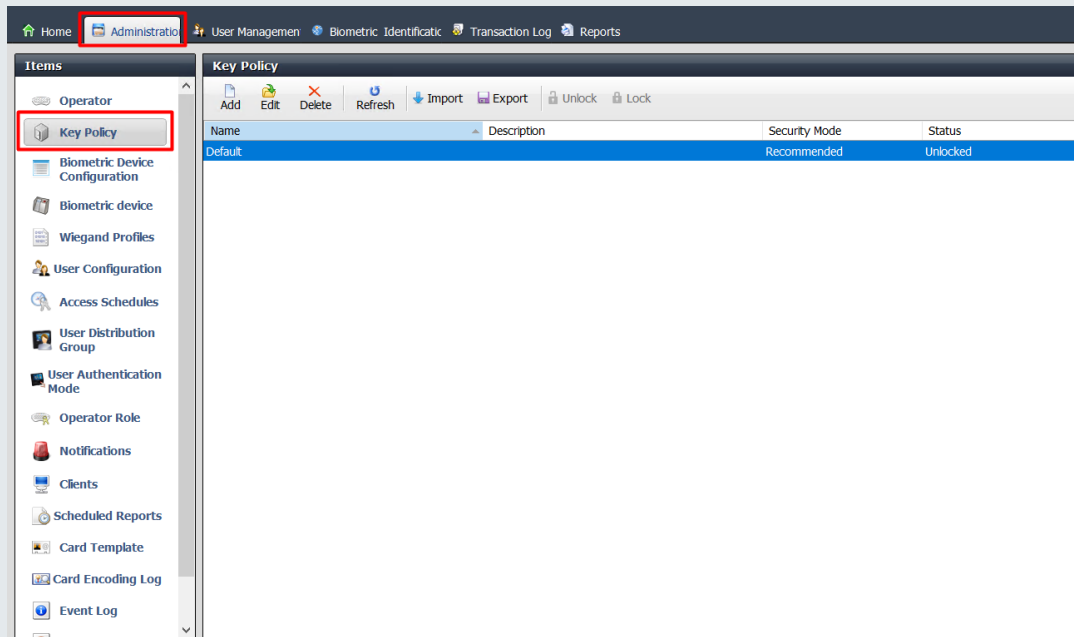 Home Administratio User Managemen Biometric Identificatic Transaction Log Reports
Items
Operator
Key Policy
Biometric Device
Configuration
Biometric device
Wiegand Profiles
User Configuration
Access Schedules
User Distribution
Group
User Authentication
Mode
Operator Role
Notifications
Clients
Scheduled Reports
Card Template
Card Encoding Log
Event Log
Key Policy
Add Edit Delete Refresh Import Export Unlock Lock
Name Description Security Mode Status
Default Recommended Unlocked